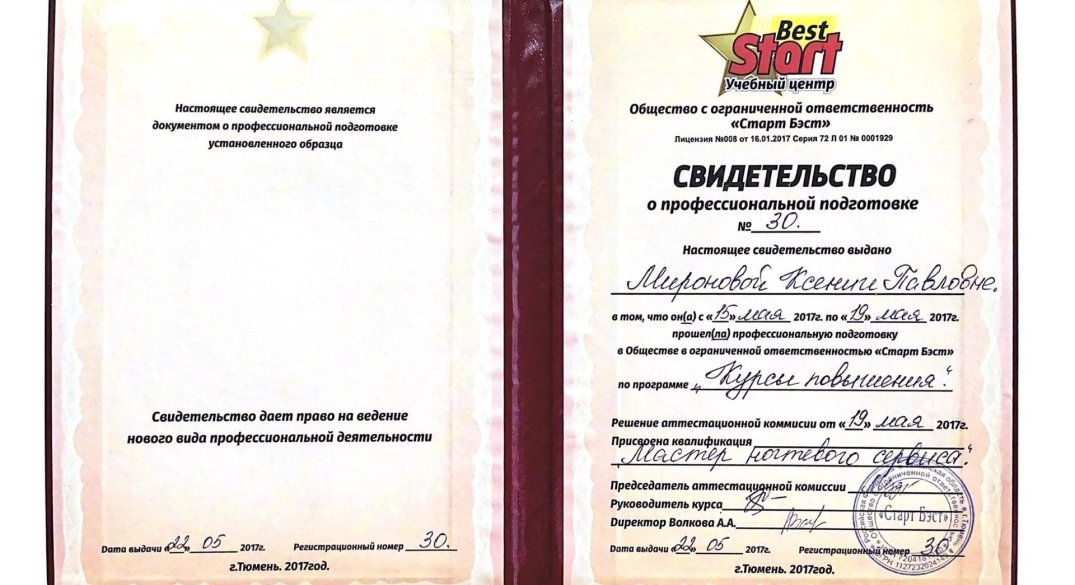 Настоящее свидетельство является
документом о профессиональной подготовке
установленного образца
Свидетельство дает право на ведение
нового вида профессиональной деятельности
Дата выдачи «22» 05 2017г. Регистрационный номер 30.
г.Тюмень. 2017год.
Best
Start
Учебный центр
Общество с ограниченной ответственность
«Старт Бэст»
Лицензия №008 от 16.01.2017 Серия 72 Л 01 № 0001929
СВИДЕТЕЛЬСТВО
о профессиональной подготовке
№ 30.
Настоящее свидетельство выдано
Мироновой Ксении Павловне.
в том, что он(а) с «15» мая 2017г. по «19» мая 2017г.
прошел(ла) профессиональную подготовку
в Обществе в ограниченной ответственностью «Старт Бэст»
по программе „Курсы повышения".
Решение аттестационной коммисии от «19» мая 2017г.
Присвоена квалификация
„Мастер ногтевого сервиса".
Председатель аттестационной комиссии
Руководитель курса
Директор Волкова А.А.
«Старт Бэст»
Дата выдачи «22» 05 2017г. Регистрационный номер 30.
г.Тюмень. 2017год.